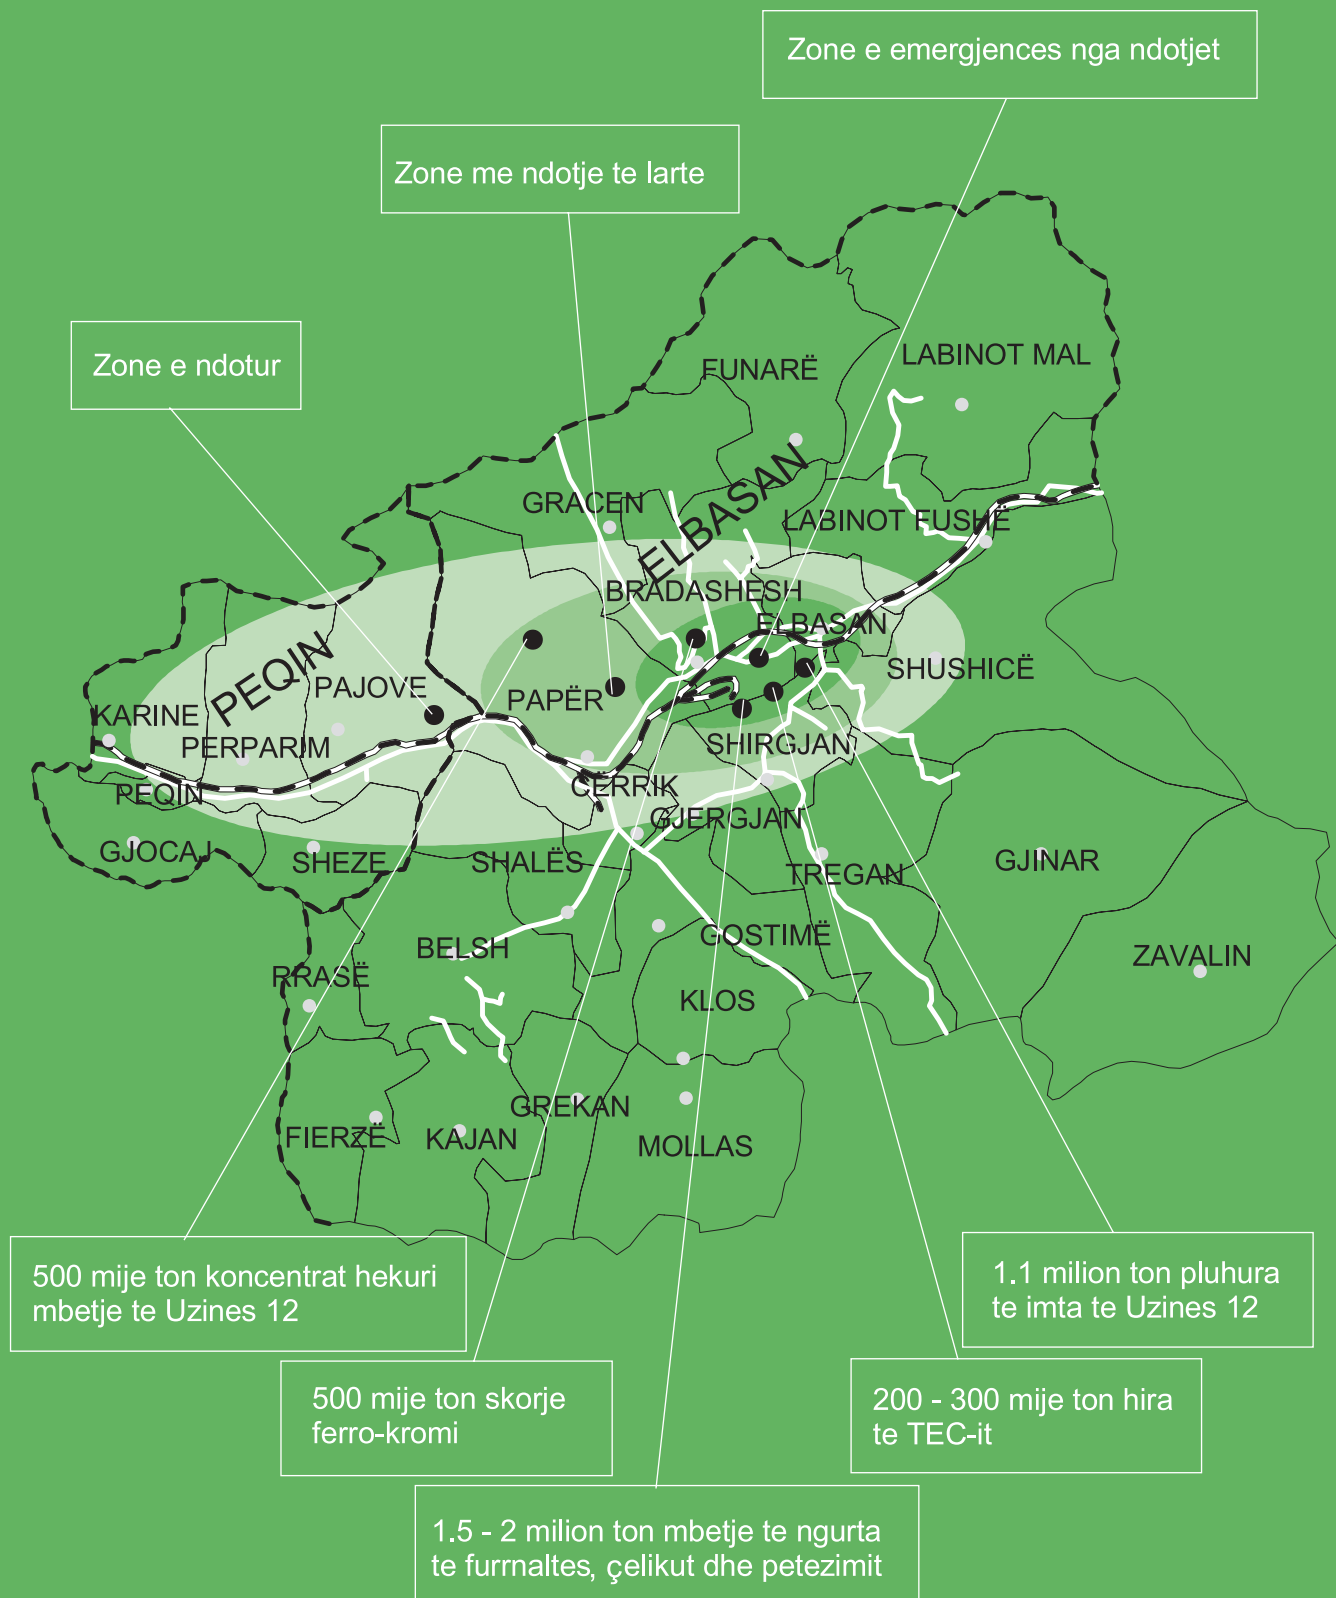 Zone e emergjences nga ndotjet
Zone me ndotje te larte
Zone e ndotur
LABINOT MAL
FUNARË
ELBASAN
GRACEN
LABINOT FUSHË
BRADASHESH
ELBASAN
SHUSHICË
PEQIN
PAJOVE
PAPËR
KARINE
PERPARIM
SHIRGJAN
PEQIN
CËRRIK
GJERGJAN
GJOCAJ
SHEZE
SHALËS
TREGAN
GJINAR
BELSH
GOSTIMË
ZAVALIN
RRASË
KLOS
GREKAN
FIERZË
KAJAN
MOLLAS
500 mije ton koncentrat hekuri
mbetje te Uzines 12
1.1 milion ton pluhura
te imta te Uzines 12
500 mije ton skorje
ferro-kromi
200 - 300 mije ton hira
te TEC-it
1.5 - 2 milion ton mbetje te ngurta
te furrnaltes, çelikut dhe petezimit